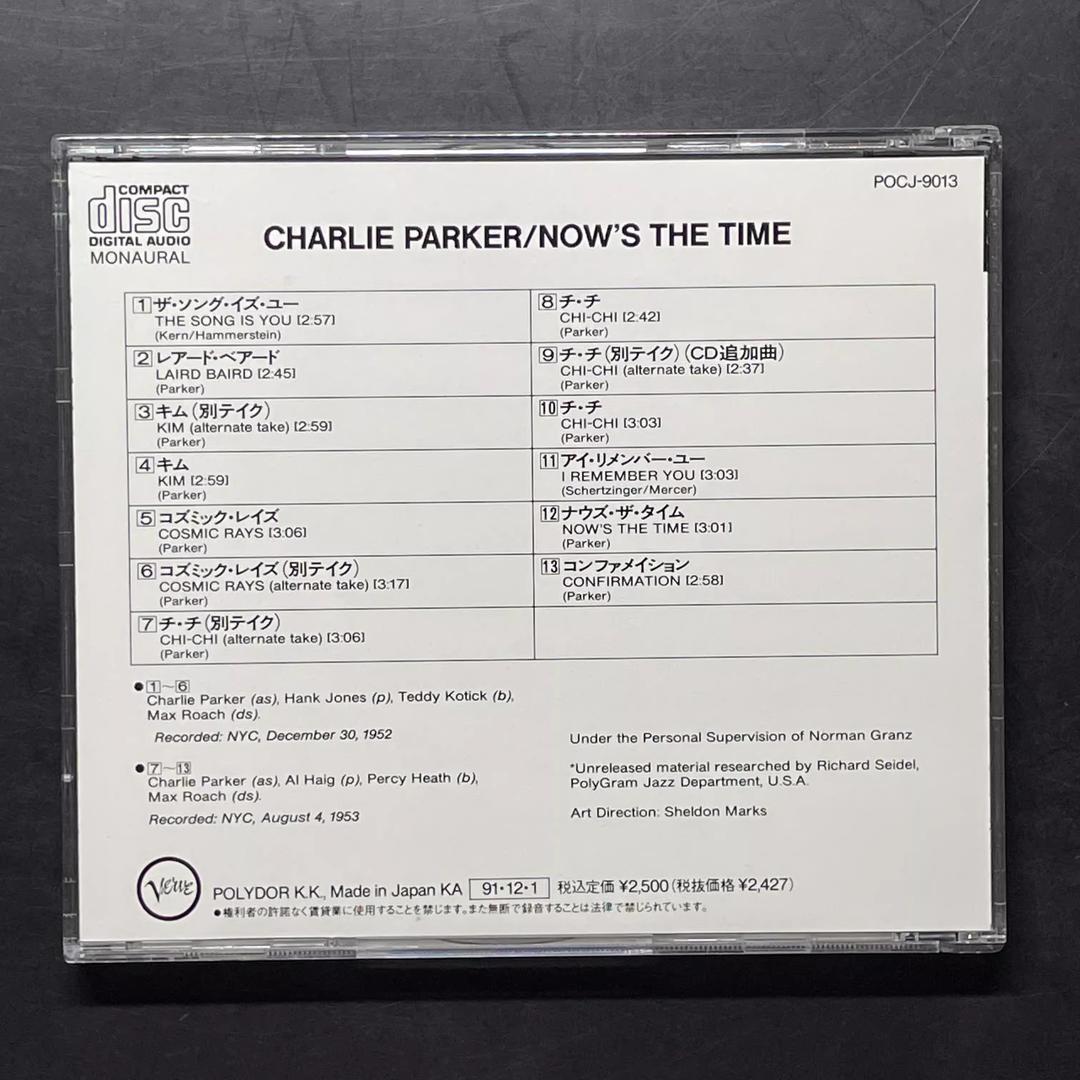 COMPACT
disc
DIGITAL AUDIO
MONAURAL
POCJ-9013
CHARLIE PARKER/NOW'S THE TIME
1 ザ・ソング・イズ・ユー
THE SONG IS YOU [2:57]
(Kern/Hammerstein)
2 レアード・ベアード
LAIRD BAIRD [2:45]
(Parker)
3 キム(別テイク)
KIM (alternate take) [2:59]
(Parker)
4 キム
KIM [2:59]
(Parker)
5 コズミック・レイズ
COSMIC RAYS [3:06]
(Parker)
6 コズミック・レイズ(別テイク)
COSMIC RAYS (alternate take) [3:17]
(Parker)
7 チ・チ(別テイク)
CHI-CHI (alternate take) [3:06]
(Parker)
8 チ・チ
CHI-CHI [2:42]
(Parker)
9 チ・チ(別テイク)(CD追加曲)
CHI-CHI (alternate take) [2:37]
(Parker)
10 チ・チ
CHI-CHI [3:03]
(Parker)
11 アイ・リメンバー・ユー
I REMEMBER YOU [3:03]
(Schertzinger/Mercer)
12 ナウズ・ザ・タイム
NOW'S THE TIME [3:01]
(Parker)
13 コンファメイション
CONFIRMATION [2:58]
(Parker)
●1~6
Charlie Parker (as), Hank Jones (p), Teddy Kotick (b),
Max Roach (ds).
Recorded: NYC, December 30, 1952
●7~13
Charlie Parker (as), Al Haig (p), Percy Heath (b),
Max Roach (ds).
Recorded: NYC, August 4, 1953
Under the Personal Supervision of Norman Granz
*Unreleased material researched by Richard Seidel,
PolyGram Jazz Department, U.S.A.
Art Direction: Sheldon Marks
Verve
POLYDOR K.K., Made in Japan KA 91・12・1 税込定価¥2,500(税抜価格¥2,427)
●権利者の許諾なく賃貸業に使用することを禁じます。また無断で録音することは法律で禁じられています。